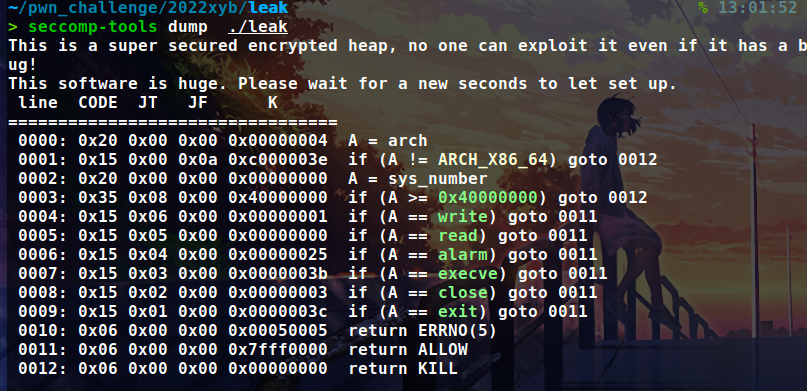 ~/pwn_challenge/2022xyb/leak % 13:01:52
> seccomp-tools dump ./leak
This is a super secured encrypted heap, no one can exploit it even if it has a b
ug!
This software is huge. Please wait for a new seconds to let set up.
 line  CODE  JT   JF      K
=================================
 0000: 0x20 0x00 0x00 0x00000004  A = arch
 0001: 0x15 0x00 0x0a 0xc000003e  if (A != ARCH_X86_64) goto 0012
 0002: 0x20 0x00 0x00 0x00000000  A = sys_number
 0003: 0x35 0x08 0x00 0x40000000  if (A >= 0x40000000) goto 0012
 0004: 0x15 0x06 0x00 0x00000001  if (A == write) goto 0011
 0005: 0x15 0x05 0x00 0x00000000  if (A == read) goto 0011
 0006: 0x15 0x04 0x00 0x00000025  if (A == alarm) goto 0011
 0007: 0x15 0x03 0x00 0x0000003b  if (A == execve) goto 0011
 0008: 0x15 0x02 0x00 0x00000003  if (A == close) goto 0011
 0009: 0x15 0x01 0x00 0x0000003c  if (A == exit) goto 0011
 0010: 0x06 0x00 0x00 0x00050005  return ERRNO(5)
 0011: 0x06 0x00 0x00 0x7fff0000  return ALLOW
 0012: 0x06 0x00 0x00 0x00000000  return KILL